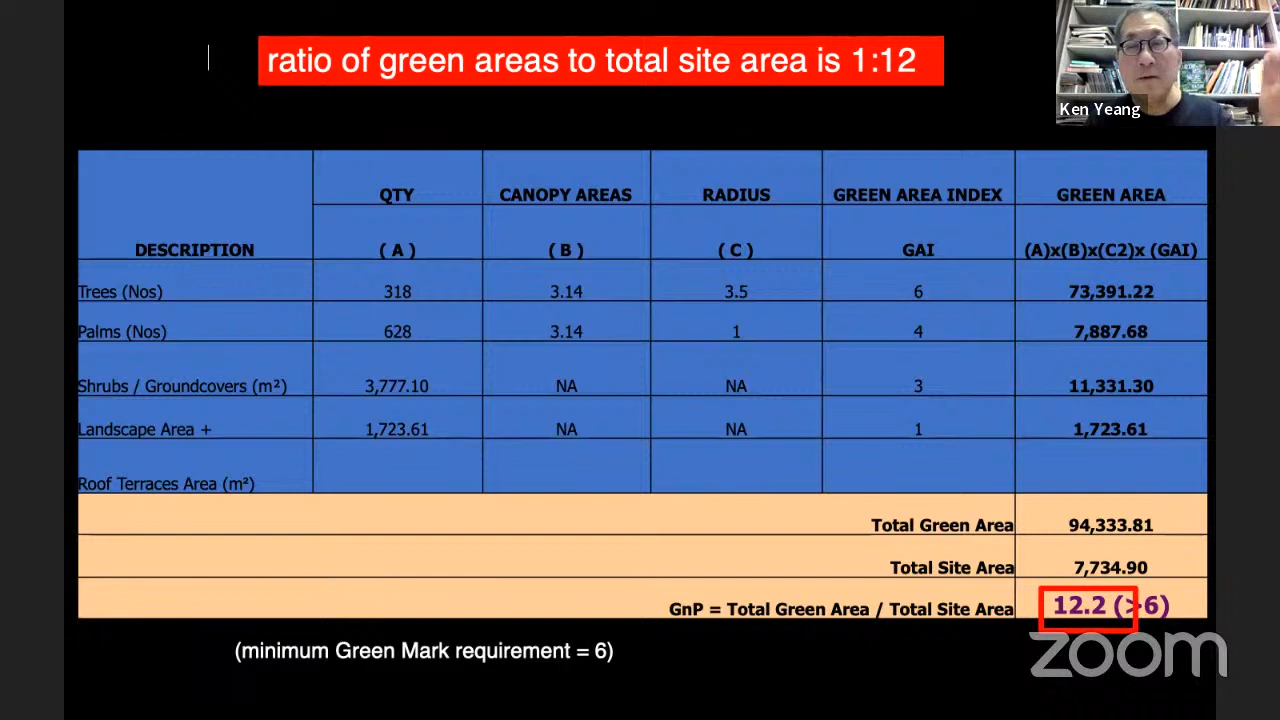 ratio of green areas to total site area is 1:12
Ken Yeang
QTY CANOPY AREAS RADIUS GREEN AREA INDEX GREEN AREA
DESCRIPTION ( A ) ( B ) ( C ) GAI (A)x(B)x(C2)x (GAI)
Trees (Nos) 318 3.14 3.5 6 73,391.22
Palms (Nos) 628 3.14 1 4 7,887.68
Shrubs / Groundcovers (m²) 3,777.10 NA NA 3 11,331.30
Landscape Area + 1,723.61 NA NA 1 1,723.61
Roof Terraces Area (m²)
Total Green Area 94,333.81
Total Site Area 7,734.90
GnP = Total Green Area / Total Site Area 12.2 (>6)
(minimum Green Mark requirement = 6)
zoom